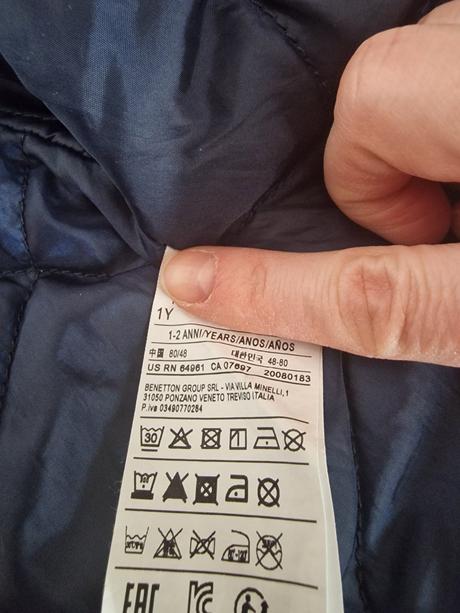 1Y
1-2 ANNI/YEARS/ANOS/AÑOS
中国 80/48 대한민국 48-80
US RN 64961 CA 07697 20080183
BENETTON GROUP SRL - VIA VILLA MINELLI, 1
31050 PONZANO VENETO TREVISO ITALIA
P.iva 03490770264
30
EAC